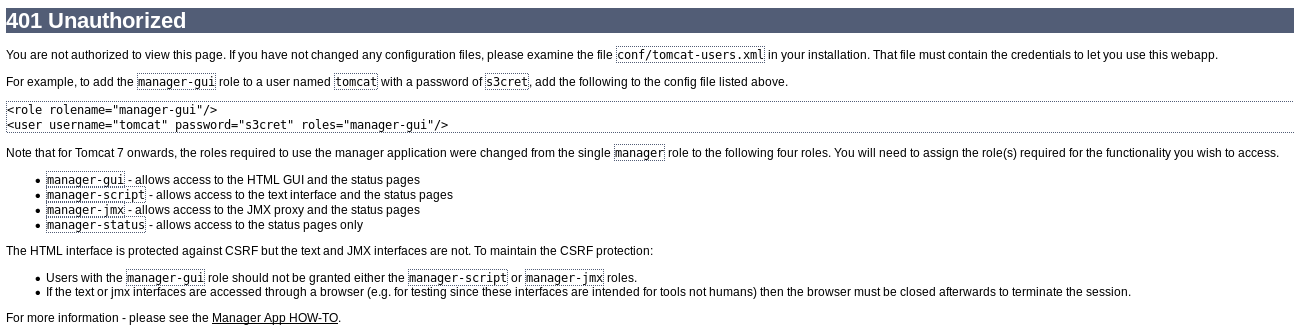 401 Unauthorized
You are not authorized to view this page. If you have not changed any configuration files, please examine the file conf/tomcat-users.xml in your installation. That file must contain the credentials to let you use this webapp.
For example, to add the manager-gui role to a user named tomcat with a password of s3cret, add the following to the config file listed above.
<role rolename="manager-gui"/>
<user username="tomcat" password="s3cret" roles="manager-gui"/>
Note that for Tomcat 7 onwards, the roles required to use the manager application were changed from the single manager role to the following four roles. You will need to assign the role(s) required for the functionality you wish to access.
• manager-gui - allows access to the HTML GUI and the status pages
• manager-script - allows access to the text interface and the status pages
• manager-jmx - allows access to the JMX proxy and the status pages
• manager-status - allows access to the status pages only
The HTML interface is protected against CSRF but the text and JMX interfaces are not. To maintain the CSRF protection:
• Users with the manager-gui role should not be granted either the manager-script or manager-jmx roles.
• If the text or jmx interfaces are accessed through a browser (e.g. for testing since these interfaces are intended for tools not humans) then the browser must be closed afterwards to terminate the session.
For more information - please see the Manager App HOW-TO.